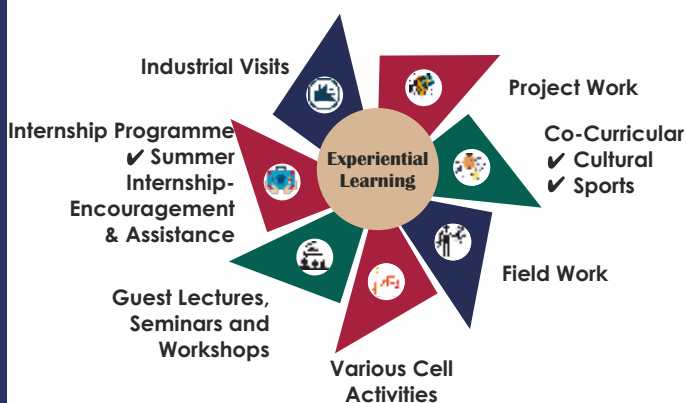 Experiential
Learning
Industrial Visits
Project Work
Co-Curricular
✔ Cultural
✔ Sports
Field Work
Various Cell
Activities
Guest Lectures,
Seminars and
Workshops
Internship Programme
✔ Summer
Internship-
Encouragement
& Assistance